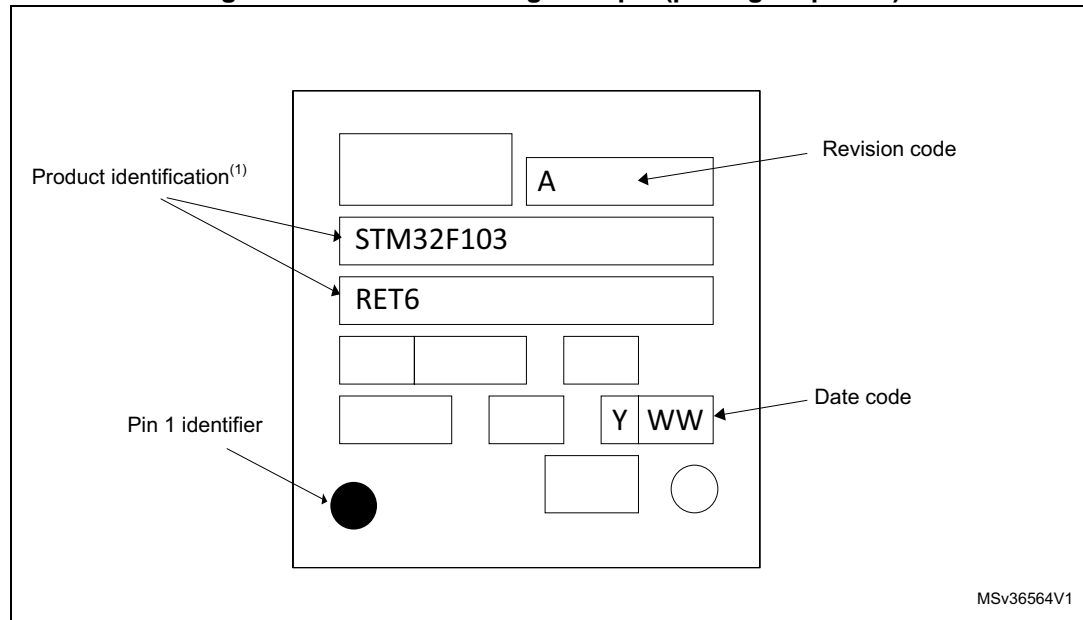 Revision code
Product identification(1)
A
STM32F103
RET6
Date code
Y WW
Pin 1 identifier
MSv36564V1